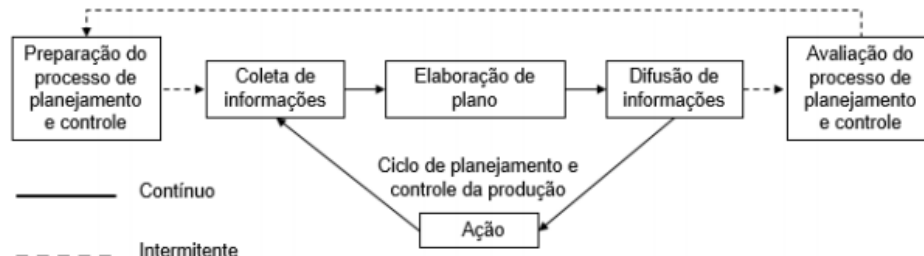 Preparação do
processo de
planejamento
e controle
Coleta de
informações
Elaboração de
plano
Difusão de
informações
Avaliação do
processo de
planejamento
e controle
Ciclo de planejamento e
controle da produção
Ação
Contínuo
Intermitente